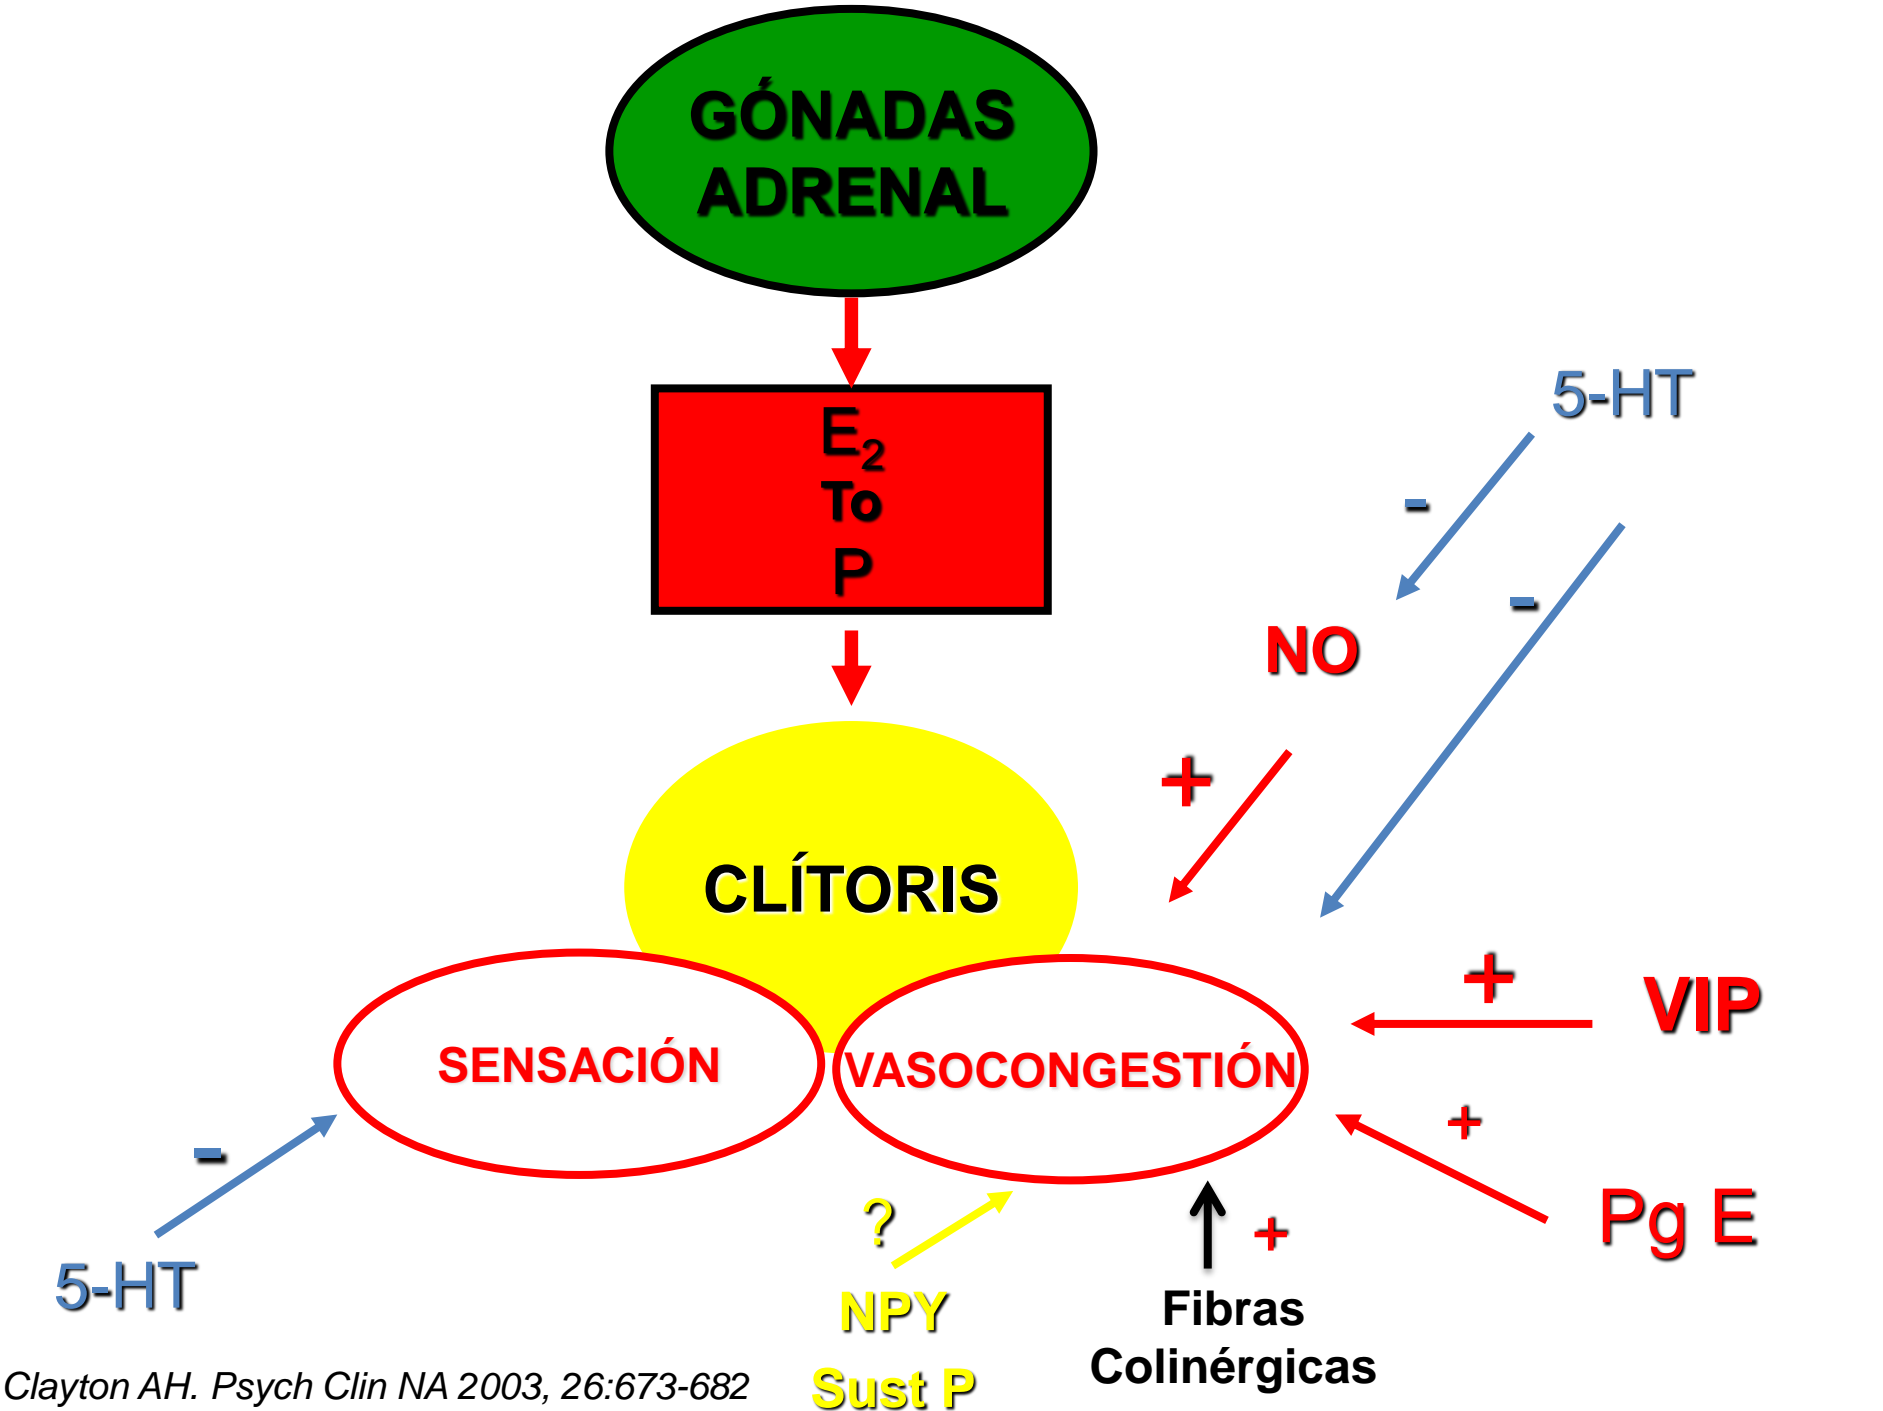 GÓNADAS
ADRENAL
E₂
To
P
5-HT
-
-
NO
+
CLÍTORIS
+
VIP
SENSACIÓN
VASOCONGESTIÓN
-
+
Pg E
?
+
5-HT
NPY
Sust P
Fibras
Colinérgicas
Clayton AH. Psych Clin NA 2003, 26:673-682